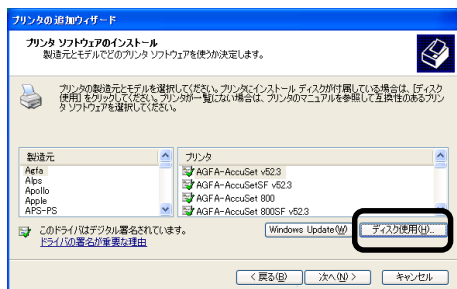 プリンタの追加ウィザード
プリンタ ソフトウェアのインストール
製造元とモデルでどのプリンタ ソフトウェアを使うか決定します。
プリンタの製造元とモデルを選択してください。プリンタにインストール ディスクが付属している場合は、[ディスク
使用] をクリックしてください。プリンタが一覧にない場合は、プリンタのマニュアルを参照して互換性のあるプリン
タ ソフトウェアを選択してください。
製造元
Agfa
Alps
Apollo
Apple
APS-PS
プリンタ
AGFA-AccuSet v52.3
AGFA-AccuSetSF v52.3
AGFA-AccuSet 800
AGFA-AccuSet 800SF v52.3
このドライバはデジタル署名されています。
ドライバの署名が重要な理由
Windows Update(W)
ディスク使用(H)...
< 戻る(B)
次へ(N) >
キャンセル